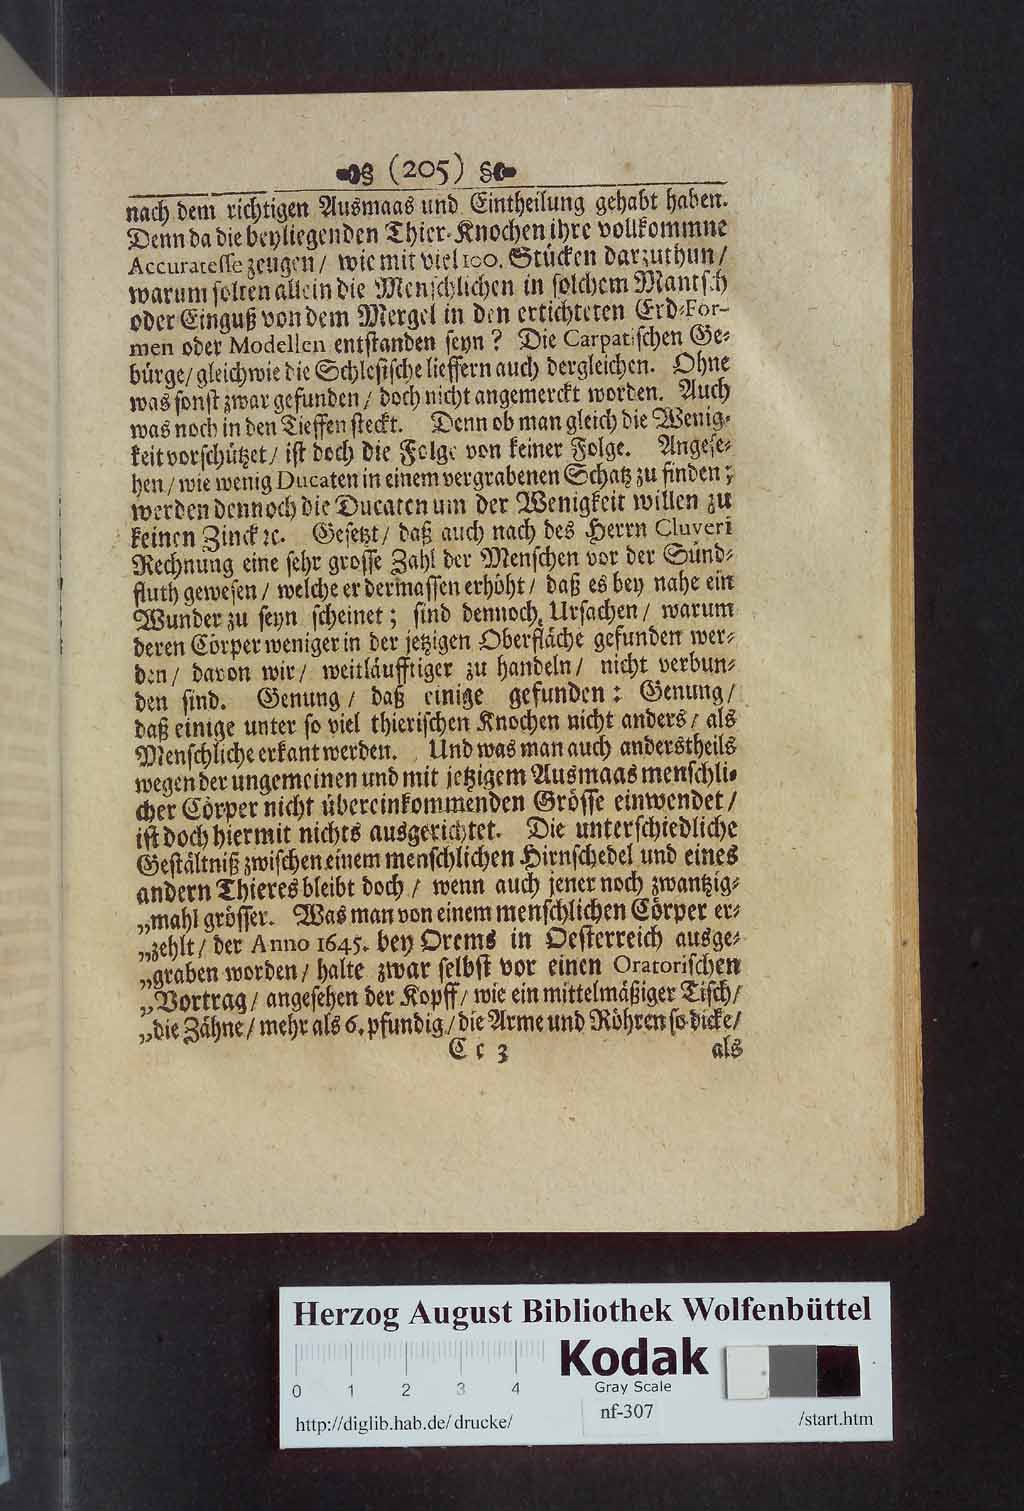 (205)
nach dem richtigen Ausmaas und Eintheilung gehabt haben.
Denn da die beyliegenden Thier-Knochen ihre vollkommne
Accuratesse zeugen / wie mit viel 100. Stücken darzuthun /
warum solten allein die Menschlichen in solchem Mantsch
oder Einguß von dem Mergel in den ertichteten Erd-For-
men oder Modellen entstanden seyn? Die Carpatischen Ge-
bürge / gleichwie die Schlesische lieffern auch dergleichen. Ohne
was sonst zwar gefunden / doch nicht angemerckt worden. Auch
was noch in den Tieffen steckt. Denn ob man gleich die Wenig-
keit vorschützet / ist doch die Folge von keiner Folge. Angese-
hen / wie wenig Ducaten in einem vergrabenen Schatz zu finden;
werden dennoch die Ducaten um der Wenigkeit willen zu
keinen Zinck ꝛc. Gesetzt / daß auch nach des Herrn Cluveri
Rechnung eine sehr grosse Zahl der Menschen vor der Sünd-
fluth gewesen / welche er dermassen erhöht / daß es bey nahe ein
Wunder zu seyn scheinet; sind dennoch Ursachen / warum
deren Cörper weniger in der jetzigen Oberfläche gefunden wer-
den / davon wir / weitläufftiger zu handeln / nicht verbun-
den sind. Genung / daß einige gefunden: Genung /
daß einige unter so viel thierischen Knochen nicht anders / als
Menschliche erkant werden. Und was man auch anderstheils
wegen der ungemeinen und mit jetzigem Ausmaas menschli-
cher Cörper nicht übereinkommenden Grösse einwendet /
ist doch hiermit nichts ausgerichtet. Die unterschiedliche
Gestältniß zwischen einem menschlichen Hirnschedel und eines
andern Thieres bleibt doch / wenn auch jener noch zwantzig-
„mahl grösser. Was man von einem menschlichen Cörper er-
„zehlt / der Anno 1645. bey Orems in Oesterreich ausge-
„graben worden / halte zwar selbst vor einen Oratorischen
„Vortrag / angesehen der Kopff / wie ein mittelmäßiger Tisch /
„die Zähne / mehr als 6. pfundig / die Arme und Röhren so dicke /
C c 3 als
Herzog August Bibliothek Wolfenbüttel
0 1 2 3 4
Kodak
Gray Scale
http://diglib.hab.de/drucke/ nf-307 /start.htm